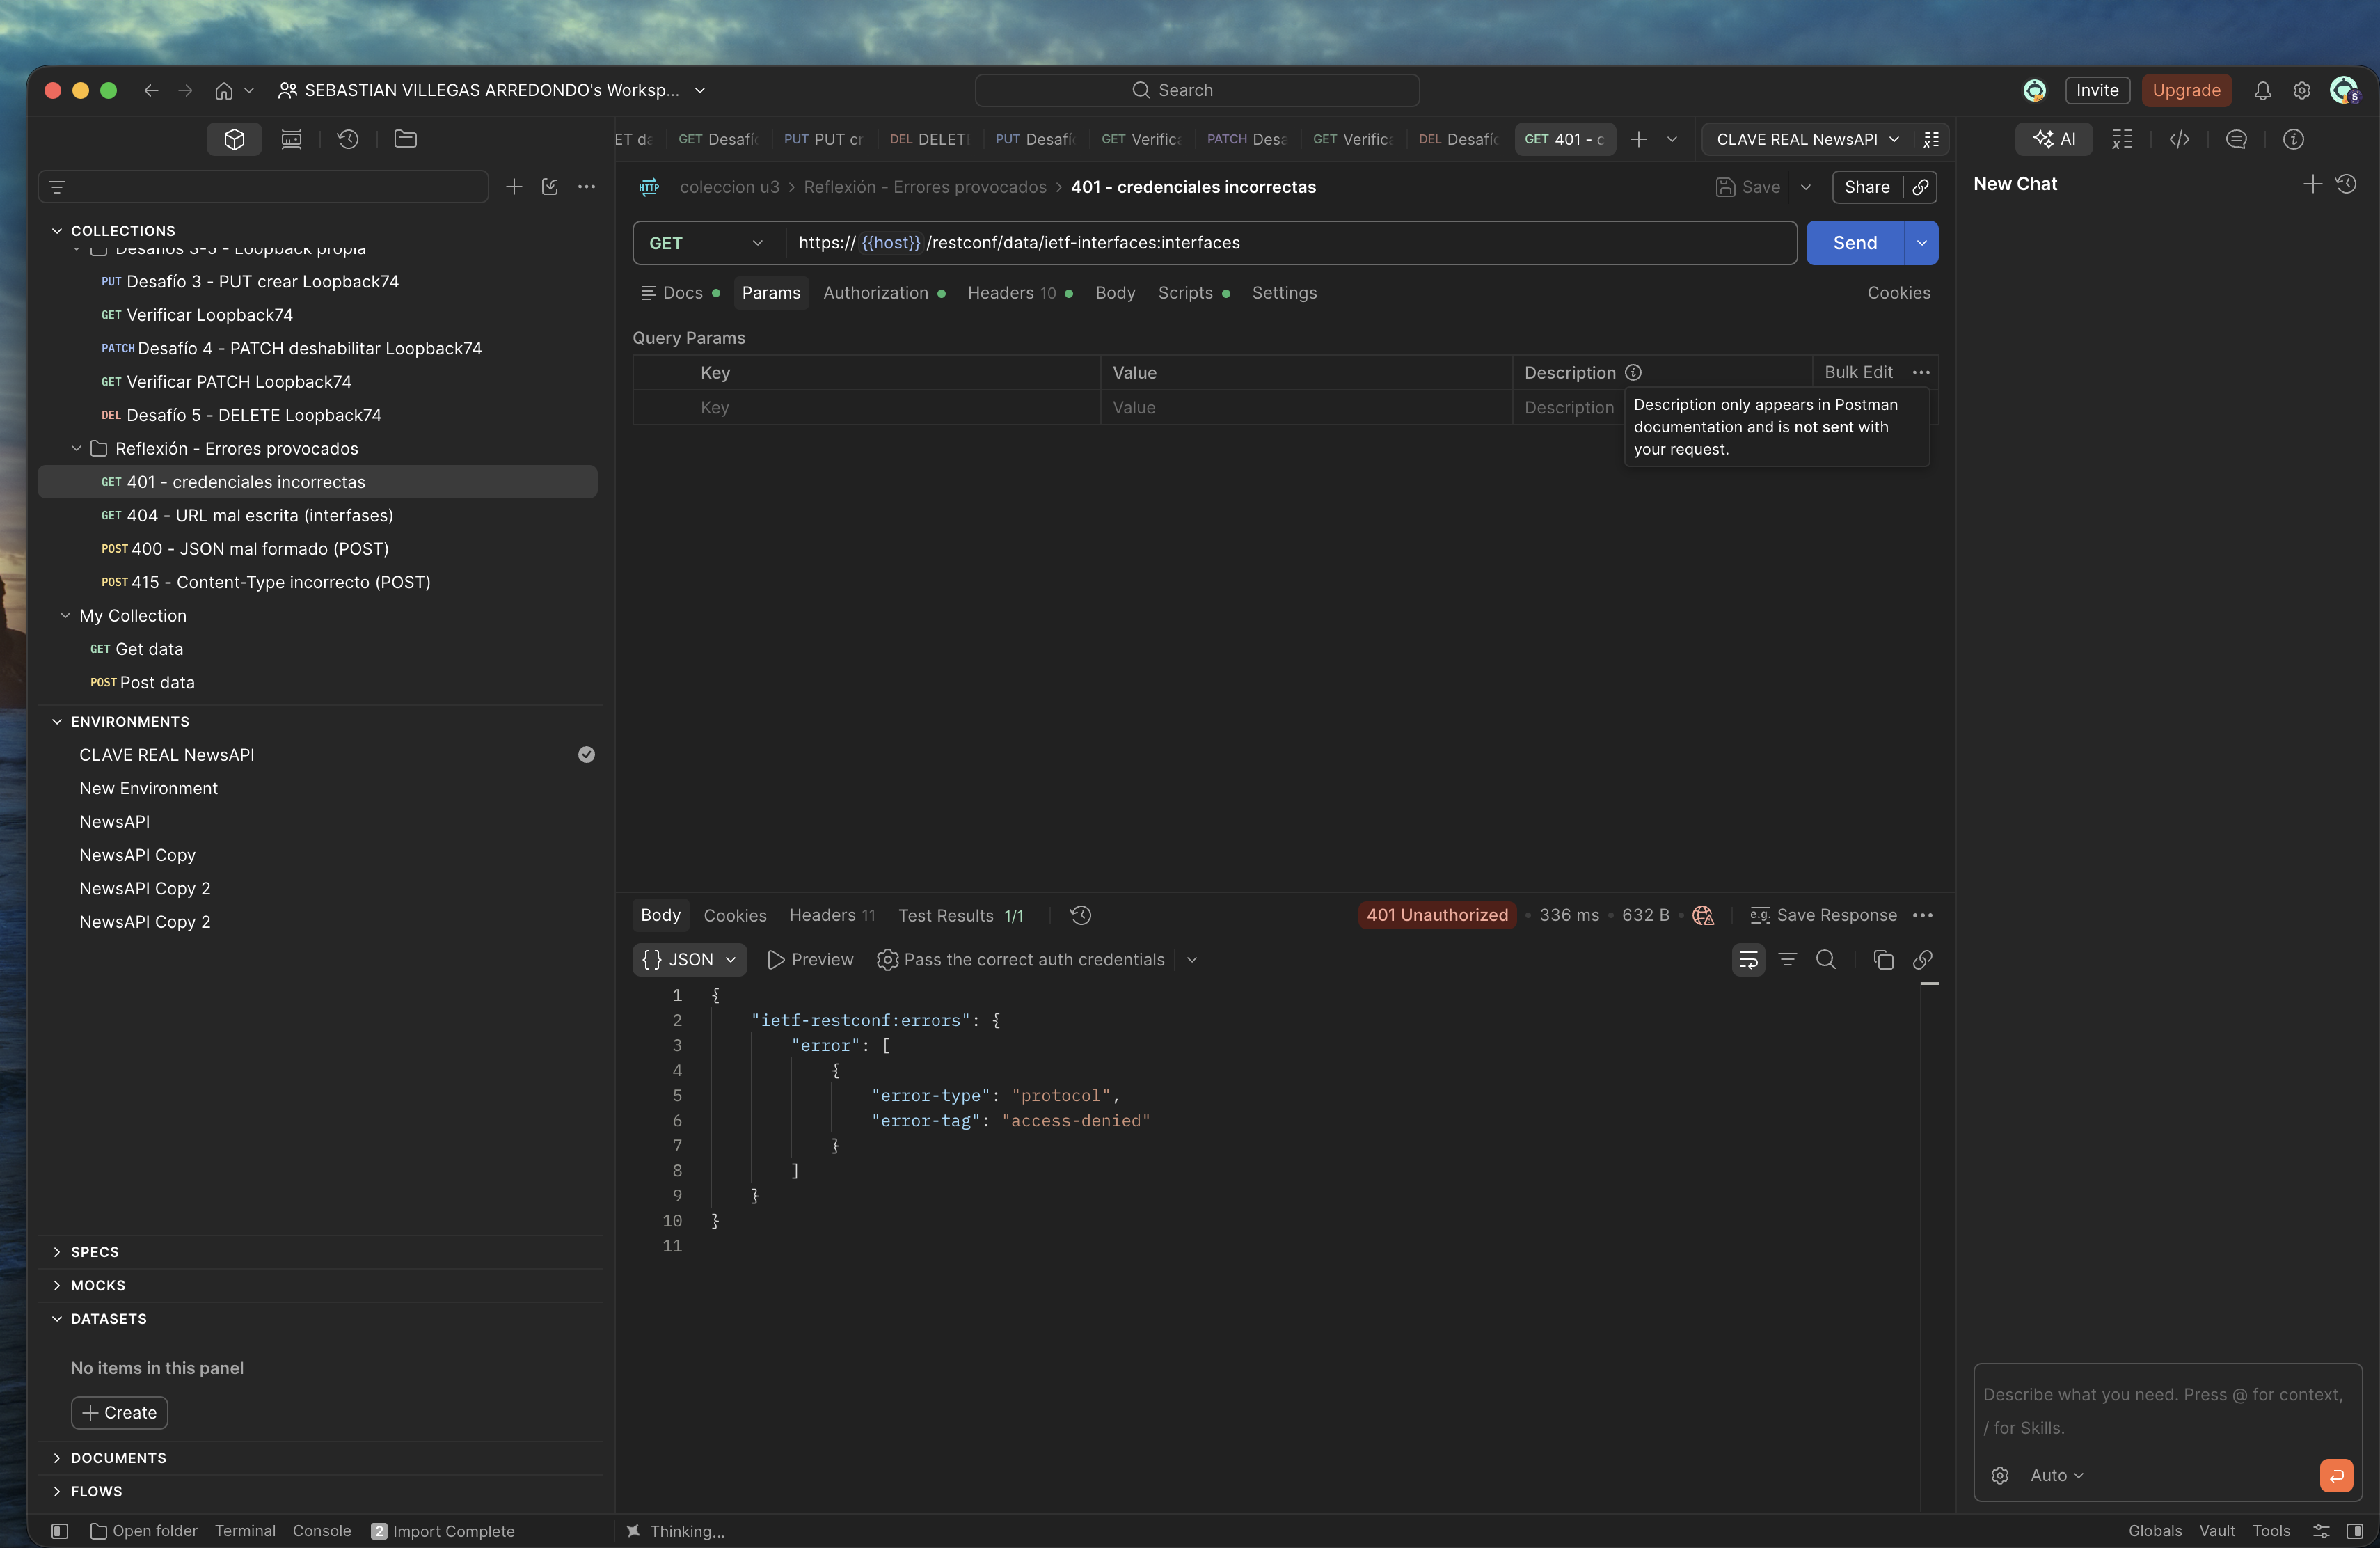 SEBASTIAN VILLEGAS ARREDONDO's Worksp...
Search
Invite
Upgrade
ET da
GET Desafí
PUT PUT cr
DEL DELET
PUT Desafí
GET Verific
PATCH Desa
GET Verific
DEL Desafí
GET 401 - c
CLAVE REAL NewsAPI
AI
COLLECTIONS
Desafíos 3-5 - Loopback propia
PUT Desafío 3 - PUT crear Loopback74
GET Verificar Loopback74
PATCH Desafío 4 - PATCH deshabilitar Loopback74
GET Verificar PATCH Loopback74
DEL Desafío 5 - DELETE Loopback74
Reflexión - Errores provocados
GET 401 - credenciales incorrectas
GET 404 - URL mal escrita (interfases)
POST 400 - JSON mal formado (POST)
POST 415 - Content-Type incorrecto (POST)
My Collection
GET Get data
POST Post data
ENVIRONMENTS
CLAVE REAL NewsAPI
New Environment
NewsAPI
NewsAPI Copy
NewsAPI Copy 2
NewsAPI Copy 2
SPECS
MOCKS
DATASETS
No items in this panel
Create
DOCUMENTS
FLOWS
HTTP coleccion u3 > Reflexión - Errores provocados > 401 - credenciales incorrectas
Save
Share
GET
https:// {{host}} /restconf/data/ietf-interfaces:interfaces
Send
Docs
Params
Authorization
Headers 10
Body
Scripts
Settings
Cookies
Query Params
Key Value Description Bulk Edit
Key Value Description
Description only appears in Postman
documentation and is not sent with
your request.
Body
Cookies
Headers 11
Test Results 1/1
401 Unauthorized
336 ms
632 B
e.g. Save Response
{} JSON
Preview
Pass the correct auth credentials
1 {
2 "ietf-restconf:errors": {
3 "error": [
4 {
5 "error-type": "protocol",
6 "error-tag": "access-denied"
7 }
8 ]
9 }
10 }
11
New Chat
Describe what you need. Press @ for context,
/ for Skills.
Auto
Open folder
Terminal
Console
2 Import Complete
Thinking...
Globals
Vault
Tools